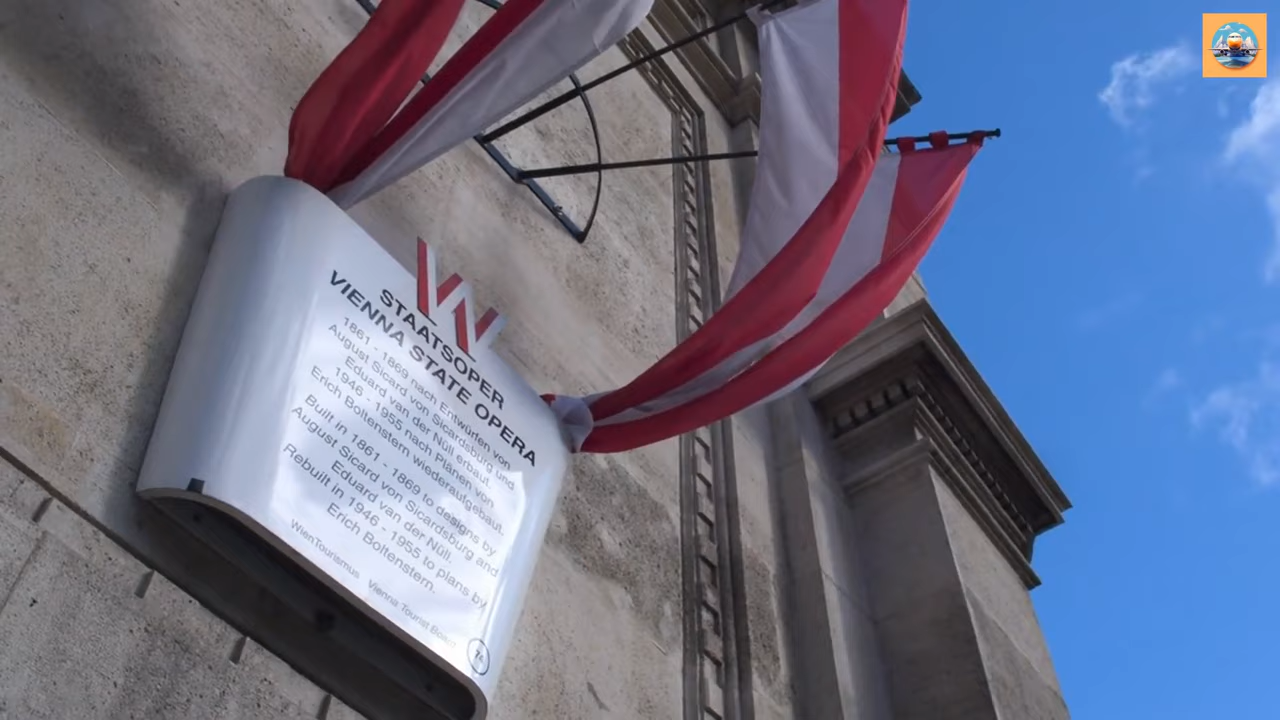 W
STAATSOPER
VIENNA STATE OPERA
1861 - 1869 nach Entwürfen von
August Sicard von Sicardsburg und
Eduard van der Nüll erbaut.
1946 - 1955 nach Plänen von
Erich Boltenstern wiederaufgebaut.
Built in 1861 - 1869 to designs by
August Sicard von Sicardsburg and
Eduard van der Nüll.
Rebuilt in 1946 - 1955 to plans by
Erich Boltenstern.
WienTourismus Vienna Tourist Board